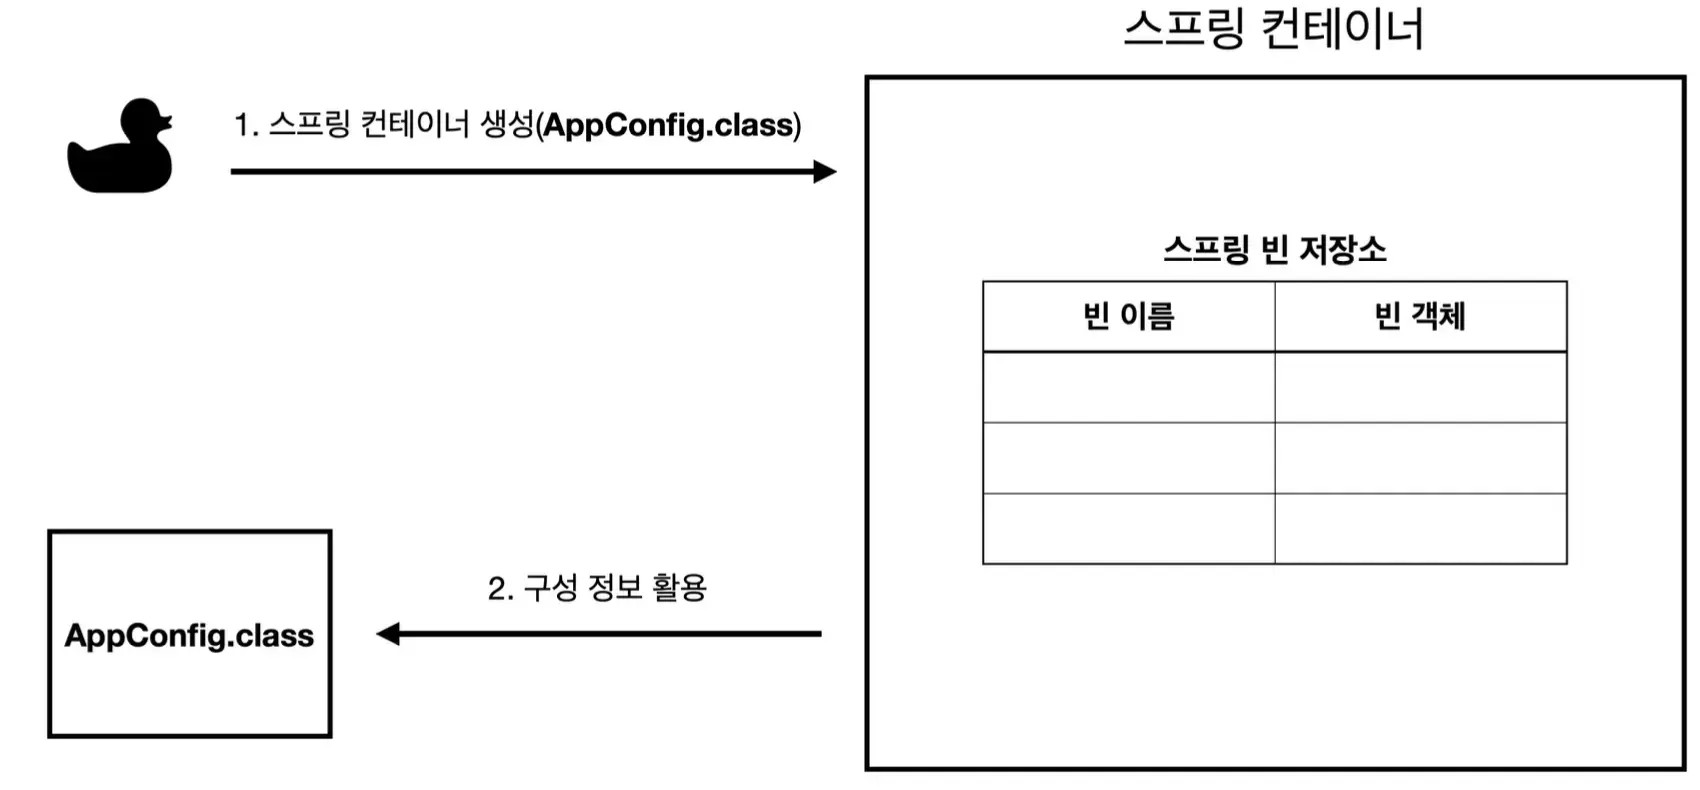 스프링 컨테이너
1. 스프링 컨테이너 생성(AppConfig.class)
스프링 빈 저장소
빈 이름 빈 객체
2. 구성 정보 활용
AppConfig.class